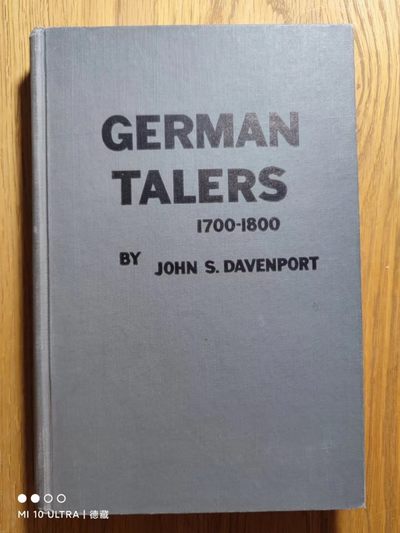 GERMAN
TALERS
1700-1800
BY JOHN S. DAVENPORT
MI 10 ULTRA | 德藏